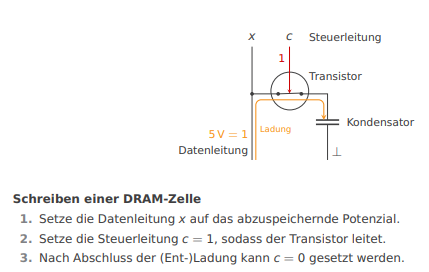 x c Steuerleitung
1
Transistor
Kondensator
5 V = 1 Ladung
Datenleitung ⊥
Schreiben einer DRAM-Zelle
1. Setze die Datenleitung x auf das abzuspeichernde Potenzial.
2. Setze die Steuerleitung c = 1, sodass der Transistor leitet.
3. Nach Abschluss der (Ent-)Ladung kann c = 0 gesetzt werden.